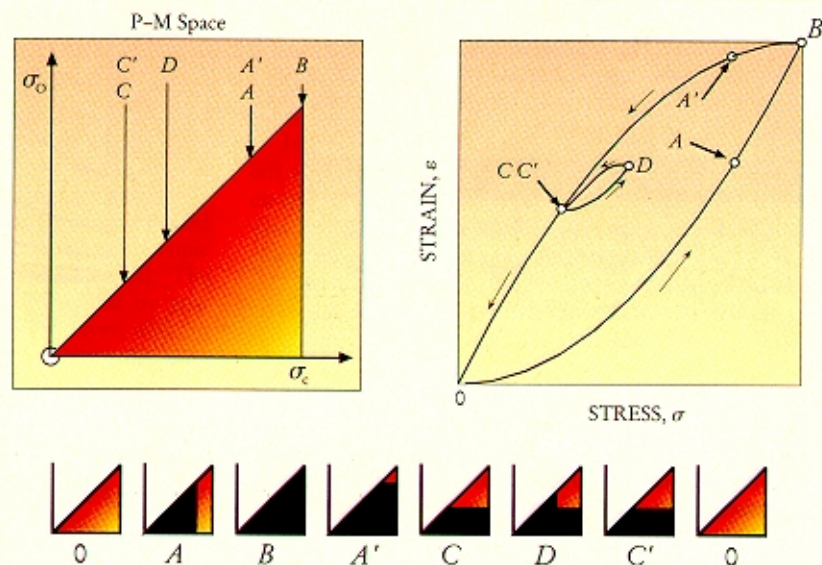 P–M Space
σO
C' D A' B
C A
σc
B
A'
A
C C' D
STRAIN, ε
0
STRESS, σ
0 A B A' C D C' 0